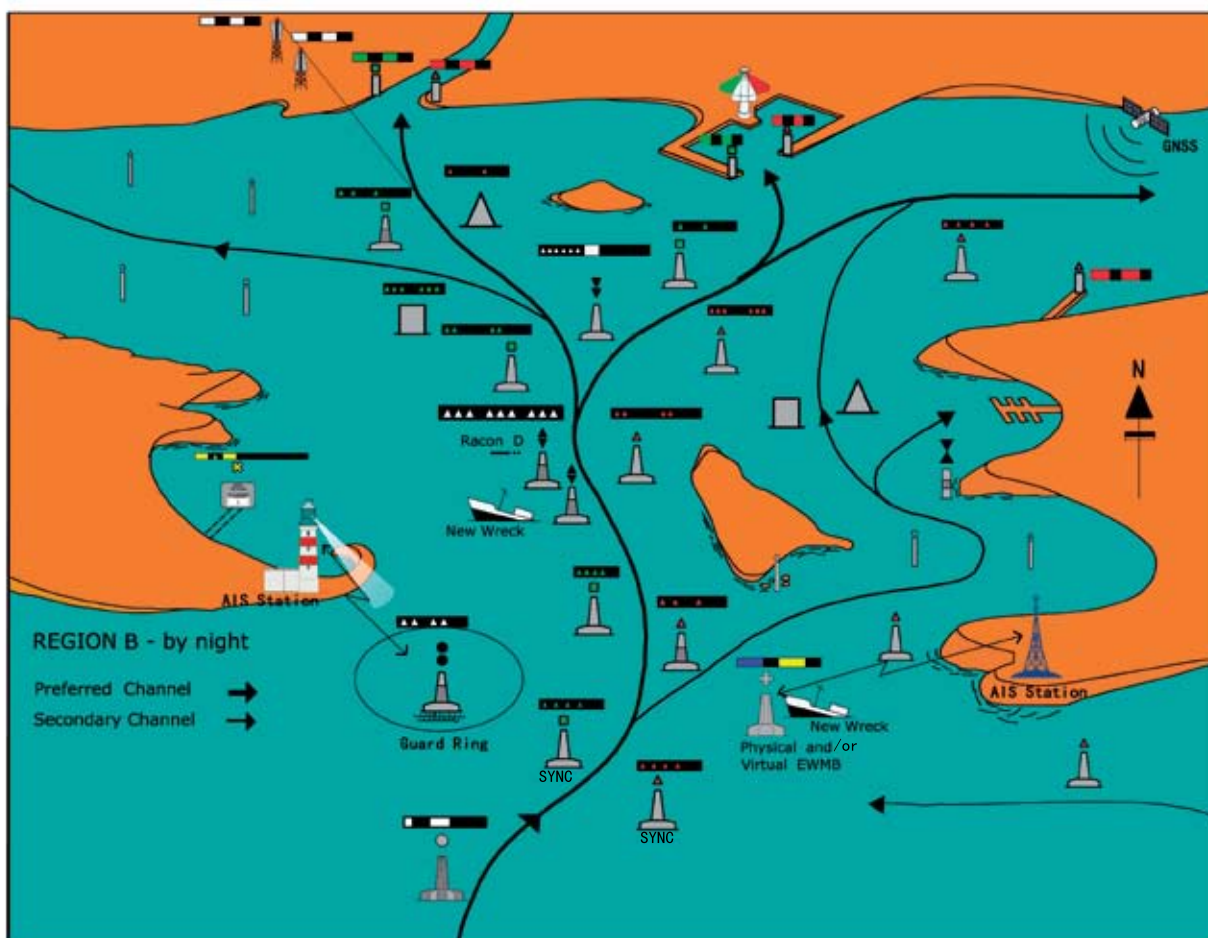 GNSS
N
Racon D
New Wreck
AIS Station
REGION B - by night
Preferred Channel
Secondary Channel
Guard Ring
AIS Station
New Wreck
Physical and/or
Virtual EWMB
SYNC
SYNC